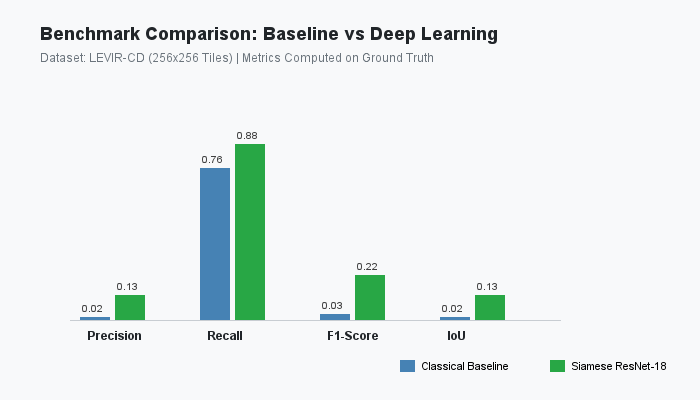 Benchmark Comparison: Baseline vs Deep Learning
Dataset: LEVIR-CD (256x256 Tiles) | Metrics Computed on Ground Truth
0.02 0.13 0.76 0.88 0.03 0.22 0.02 0.13
Precision Recall F1-Score IoU
Classical Baseline Siamese ResNet-18